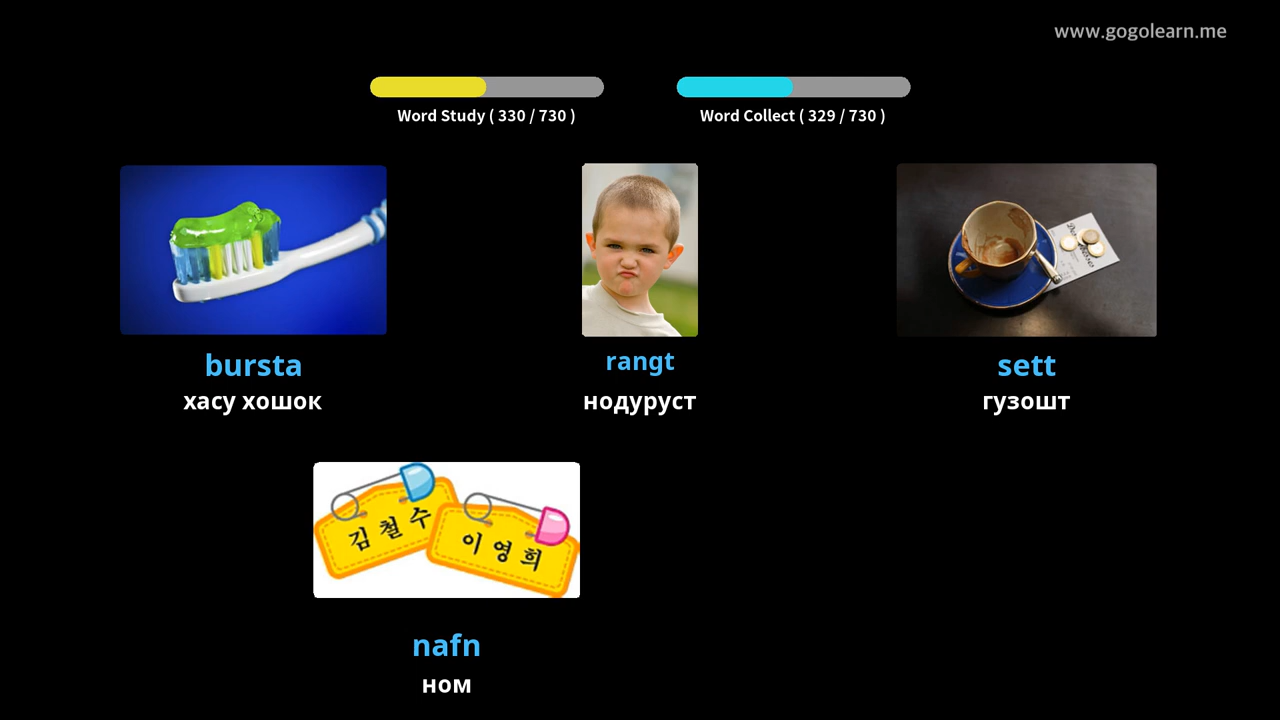 www.gogolearn.me
Word Study ( 330 / 730 )
Word Collect ( 329 / 730 )
bursta
хасу хошок
rangt
нодуруст
sett
гузошт
김철수
이영희
nafn
ном